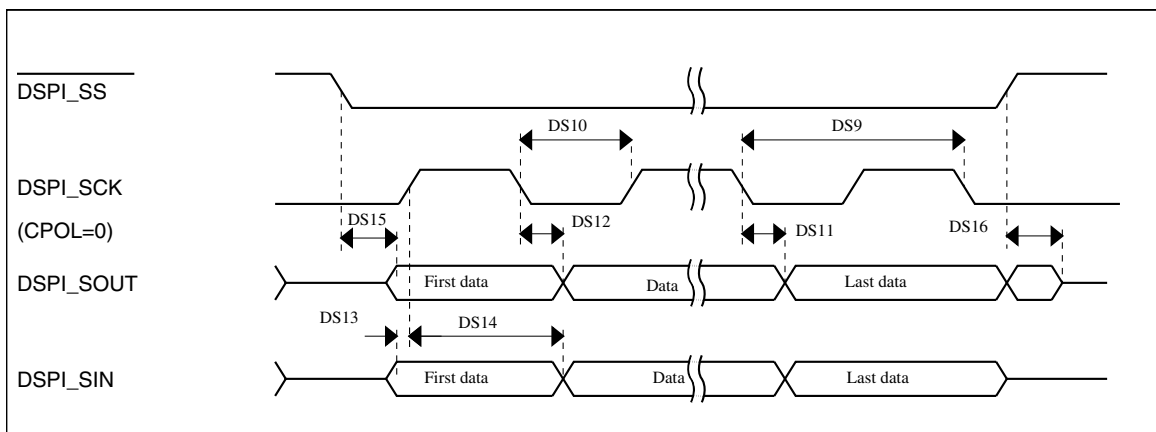 DSPI_SS
DS10
DS9
DSPI_SCK
(CPOL=0)
DS15
DS12
DS11
DS16
DSPI_SOUT
First data
Data
Last data
DS13
DS14
DSPI_SIN
First data
Data
Last data